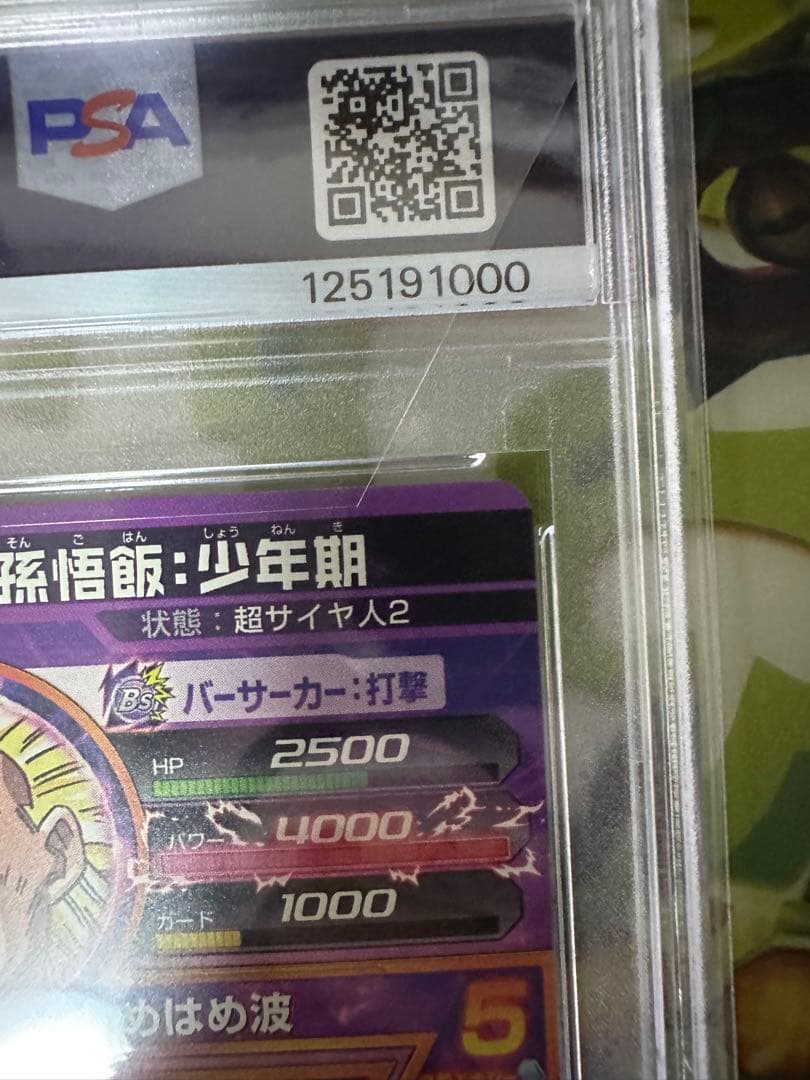 PSA
125191000
そん ご はん しょう ねん き
孫悟飯:少年期
状態:超サイヤ人2
Bs バーサーカー:打撃
HP 2500
パワー 4000
ガード 1000
めはめ波
5